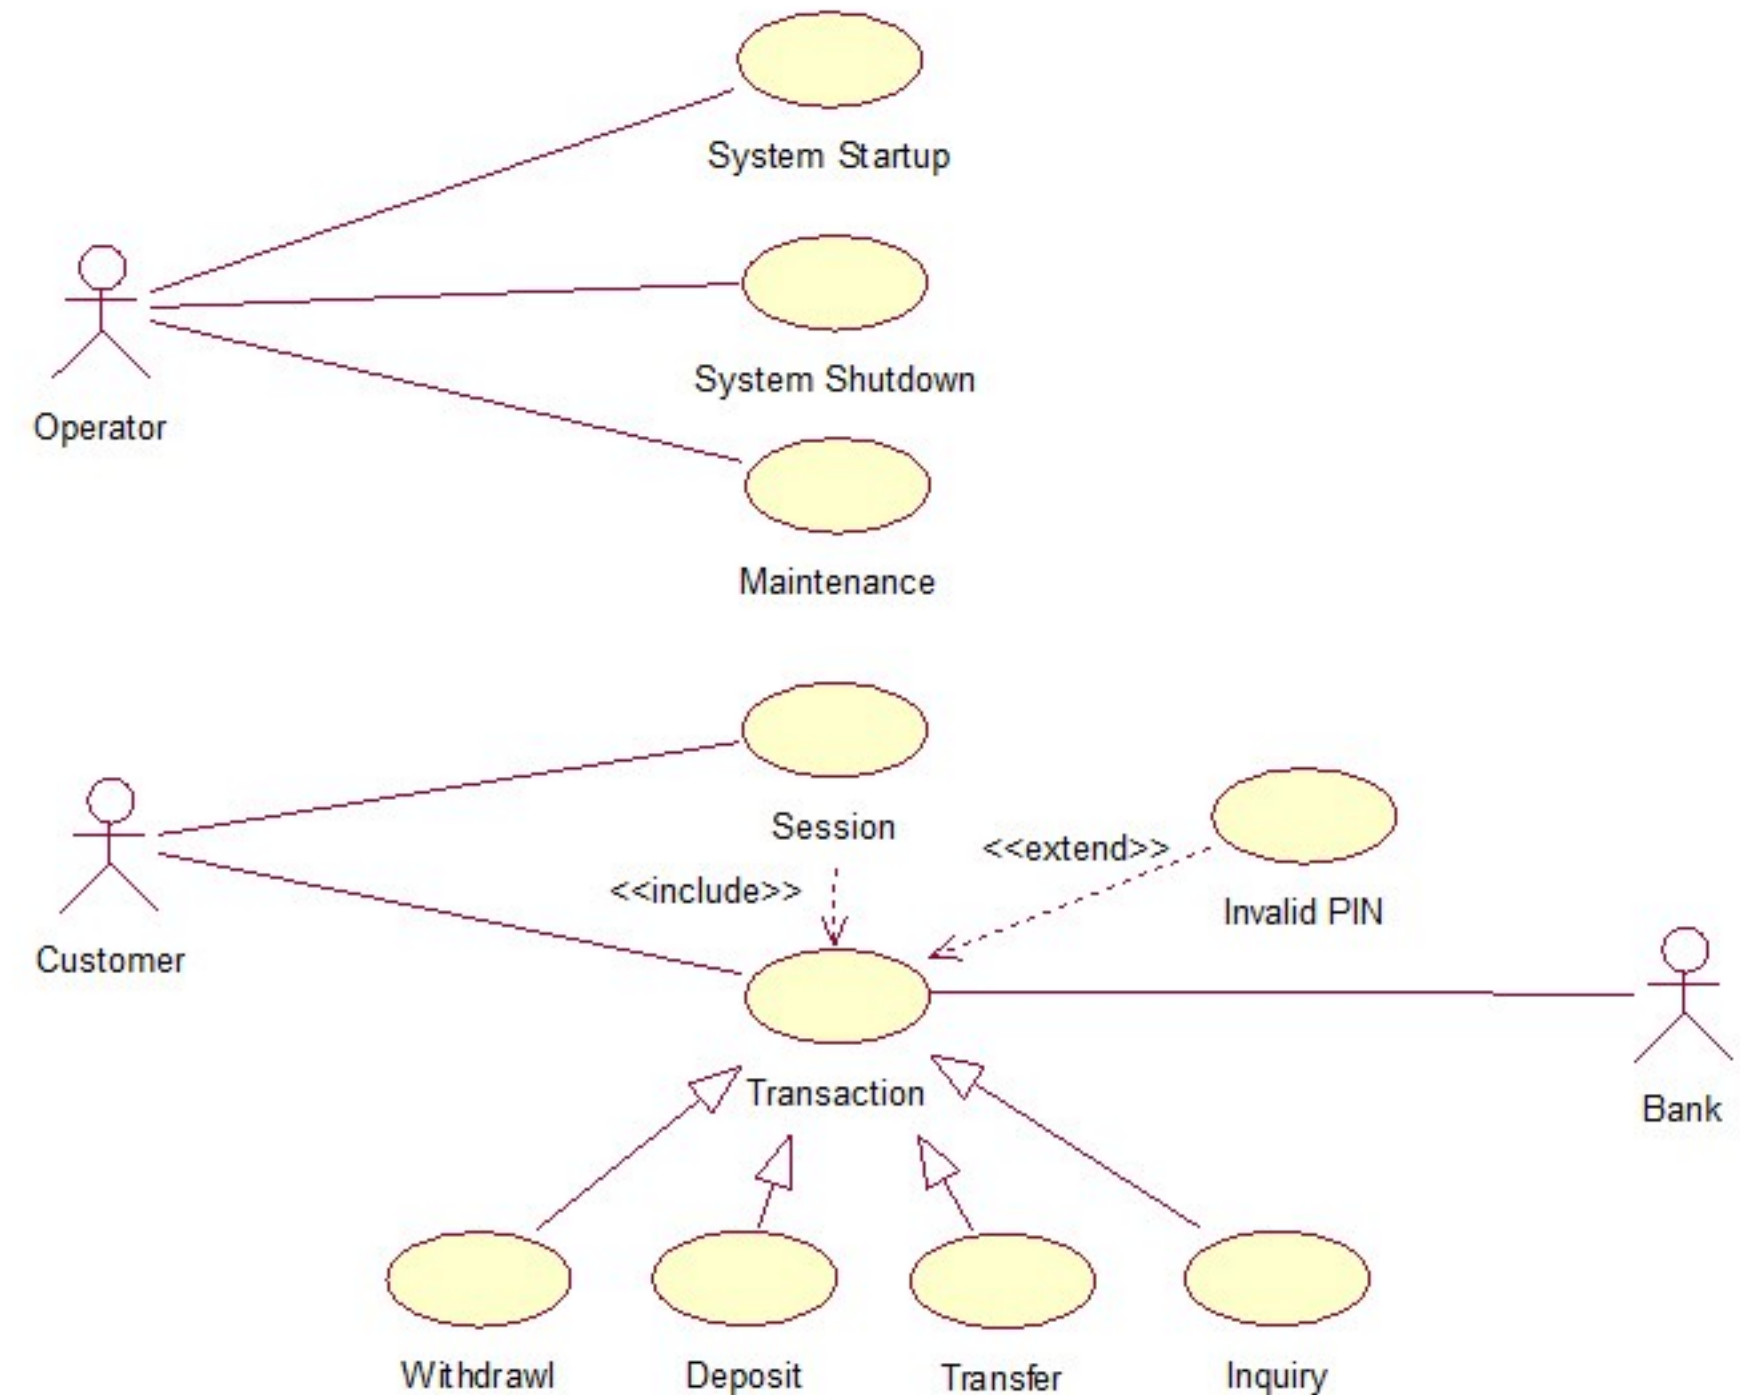 System Startup
System Shutdown
Operator
Maintenance
Session
<<extend>>
<<include>>
Invalid PIN
Customer
Transaction
Bank
Withdrawl
Deposit
Transfer
Inquiry